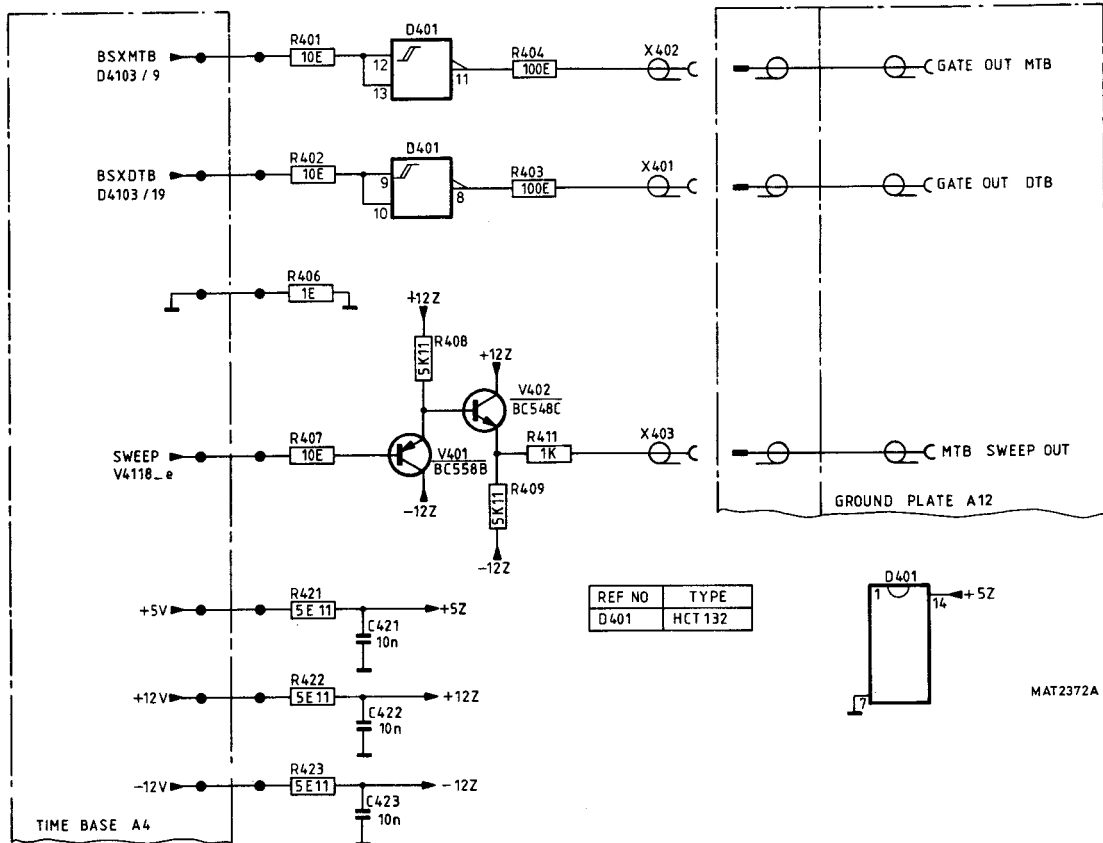 D401
BSXMTB
D4103 / 9
R401
10E
12
13
11
R404
100E
X402
GATE OUT MTB
D401
BSXDTB
D4103 / 19
R402
10E
9
10
8
R403
100E
X401
GATE OUT DTB
R406
1E
+12Z
R408
5K11
+12Z
V402
BC548C
SWEEP
V4118_e
R407
10E
V401
BC558B
-12Z
R411
1K
R409
5K11
-12Z
X403
MTB SWEEP OUT
GROUND PLATE A12
+5V
R421
5E11
+5Z
C421
10n
REF NO TYPE
D401 HCT132
D401
1
14
+5Z
7
+12V
R422
5E11
+12Z
C422
10n
MAT2372A
-12V
R423
5E11
-12Z
C423
10n
TIME BASE A4